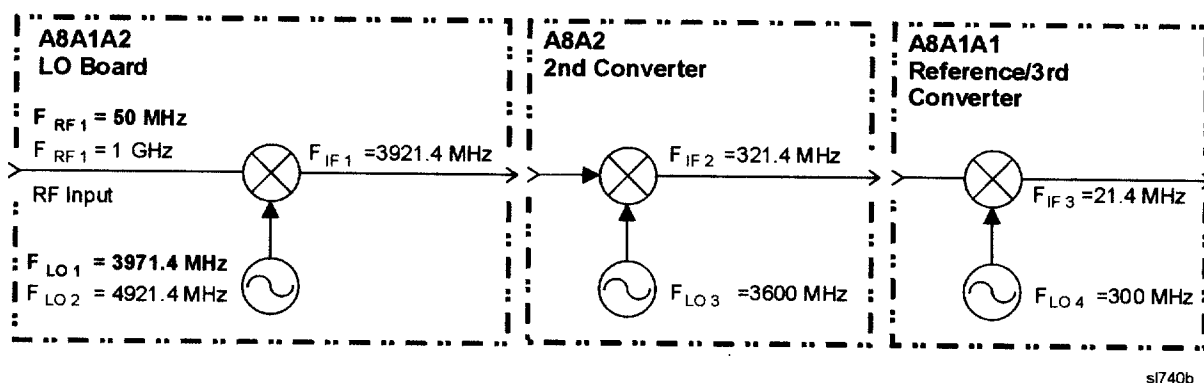 A8A1A2
LO Board
F RF 1 = 50 MHz
F RF 1 = 1 GHz
RF Input
F IF 1 =3921.4 MHz
F LO 1 = 3971.4 MHz
F LO 2 = 4921.4 MHz
A8A2
2nd Converter
F IF 2 =321.4 MHz
F LO 3 =3600 MHz
A8A1A1
Reference/3rd
Converter
F IF 3 =21.4 MHz
F LO 4 =300 MHz
sl740b